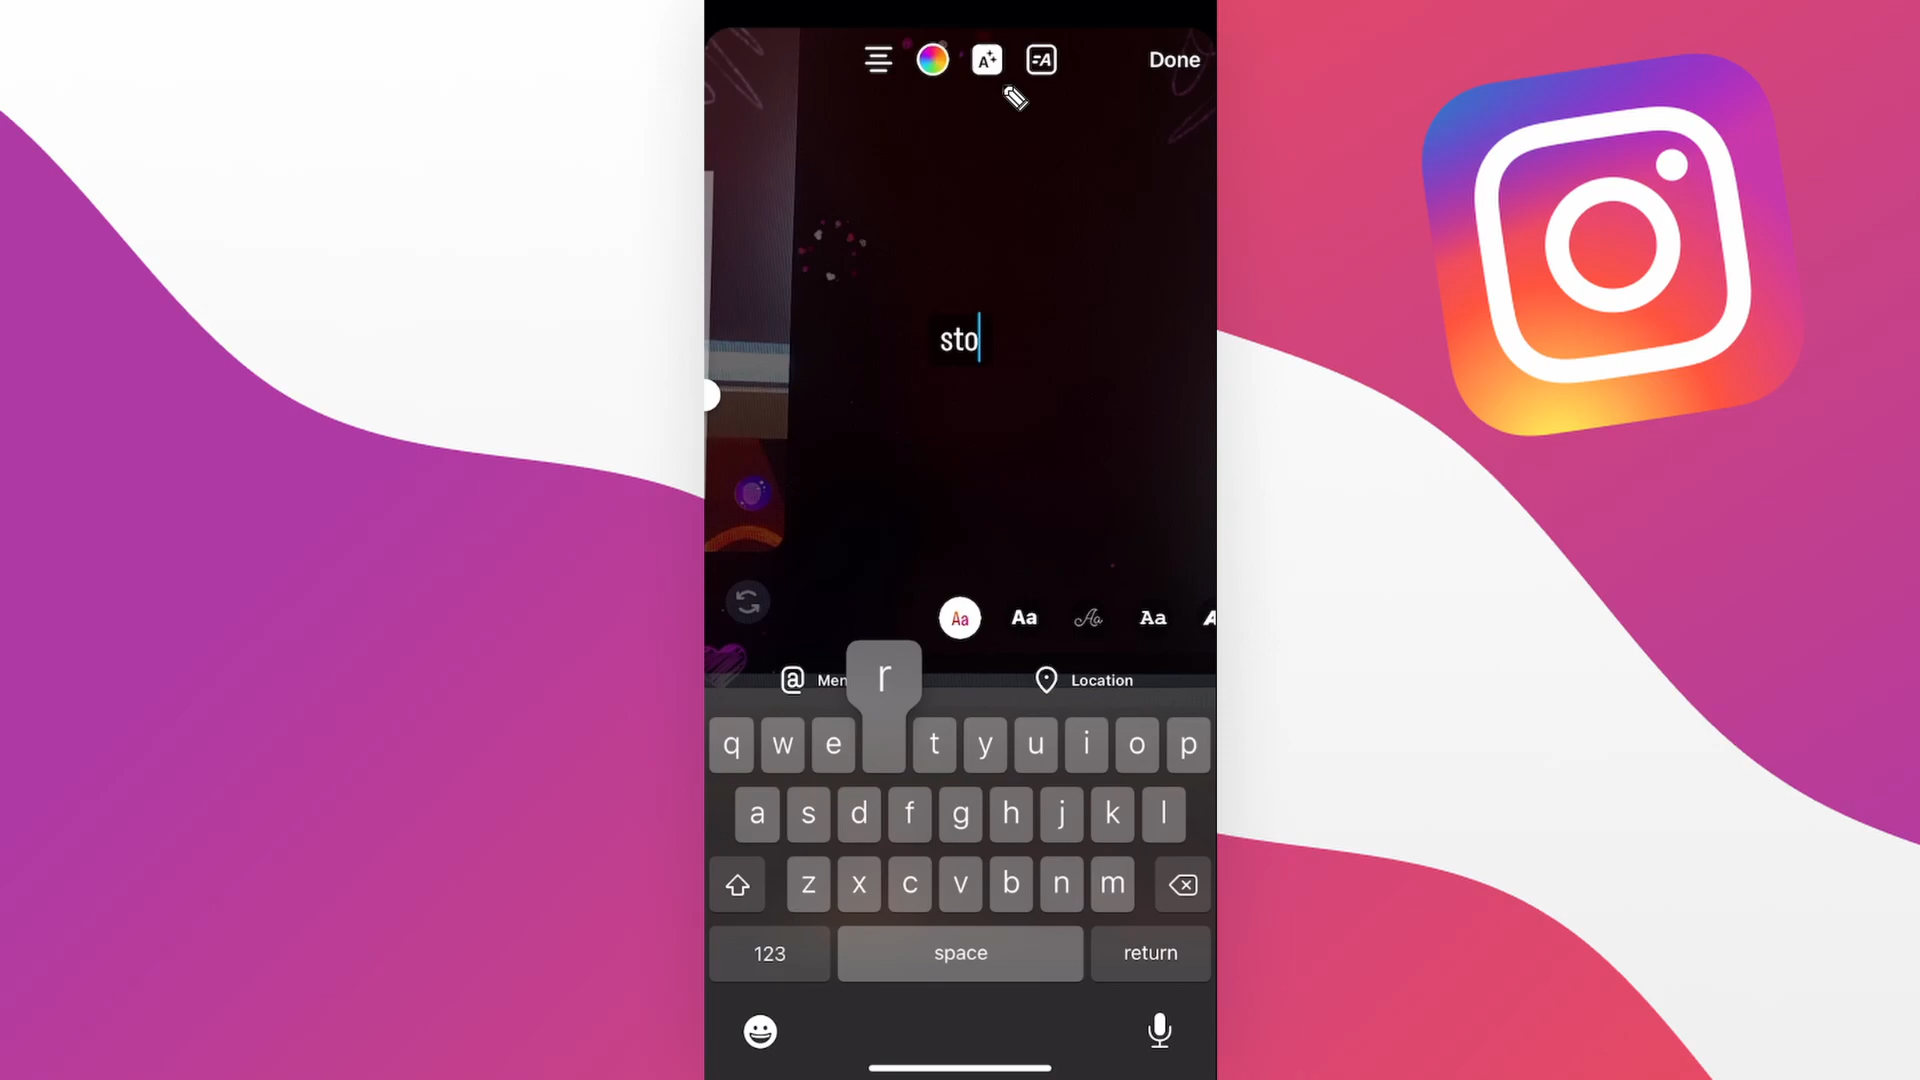 Done
sto
Aa Aa Aa Aa
Men Location
r
q w e t y u i o p
a s d f g h j k l
z x c v b n m
123 space return